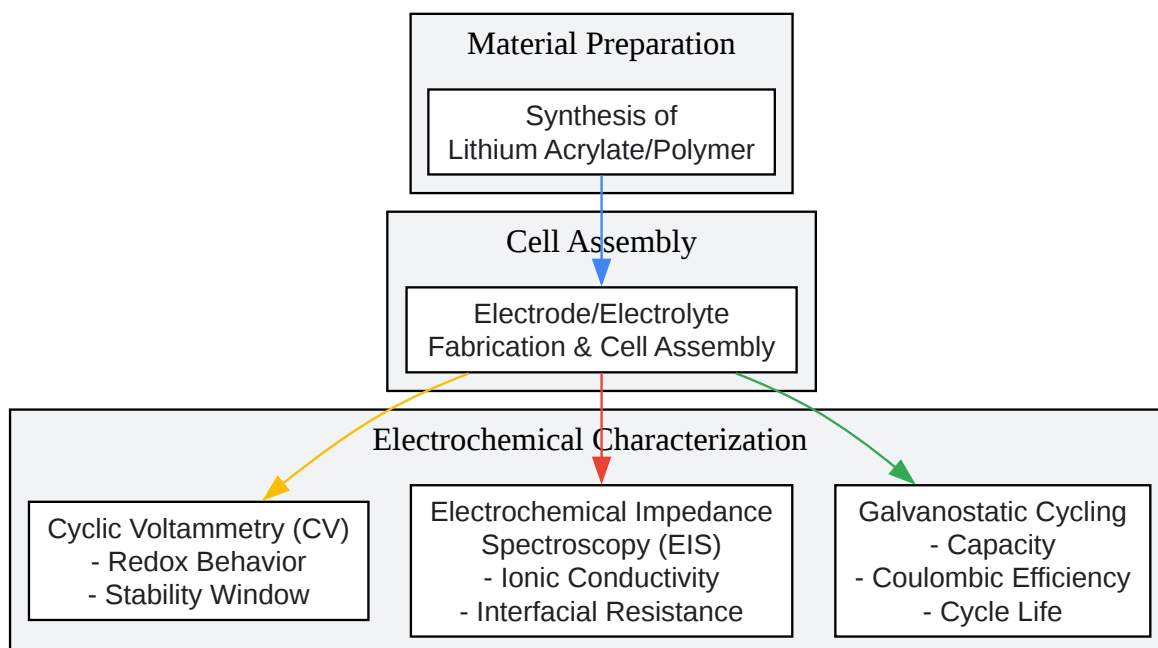 Material Preparation
Synthesis of
Lithium Acrylate/Polymer
Cell Assembly
Electrode/Electrolyte
Fabrication & Cell Assembly
Electrochemical Characterization
Cyclic Voltammetry (CV)
- Redox Behavior
- Stability Window
Electrochemical Impedance
Spectroscopy (EIS)
- Ionic Conductivity
- Interfacial Resistance
Galvanostatic Cycling
- Capacity
- Coulombic Efficiency
- Cycle Life